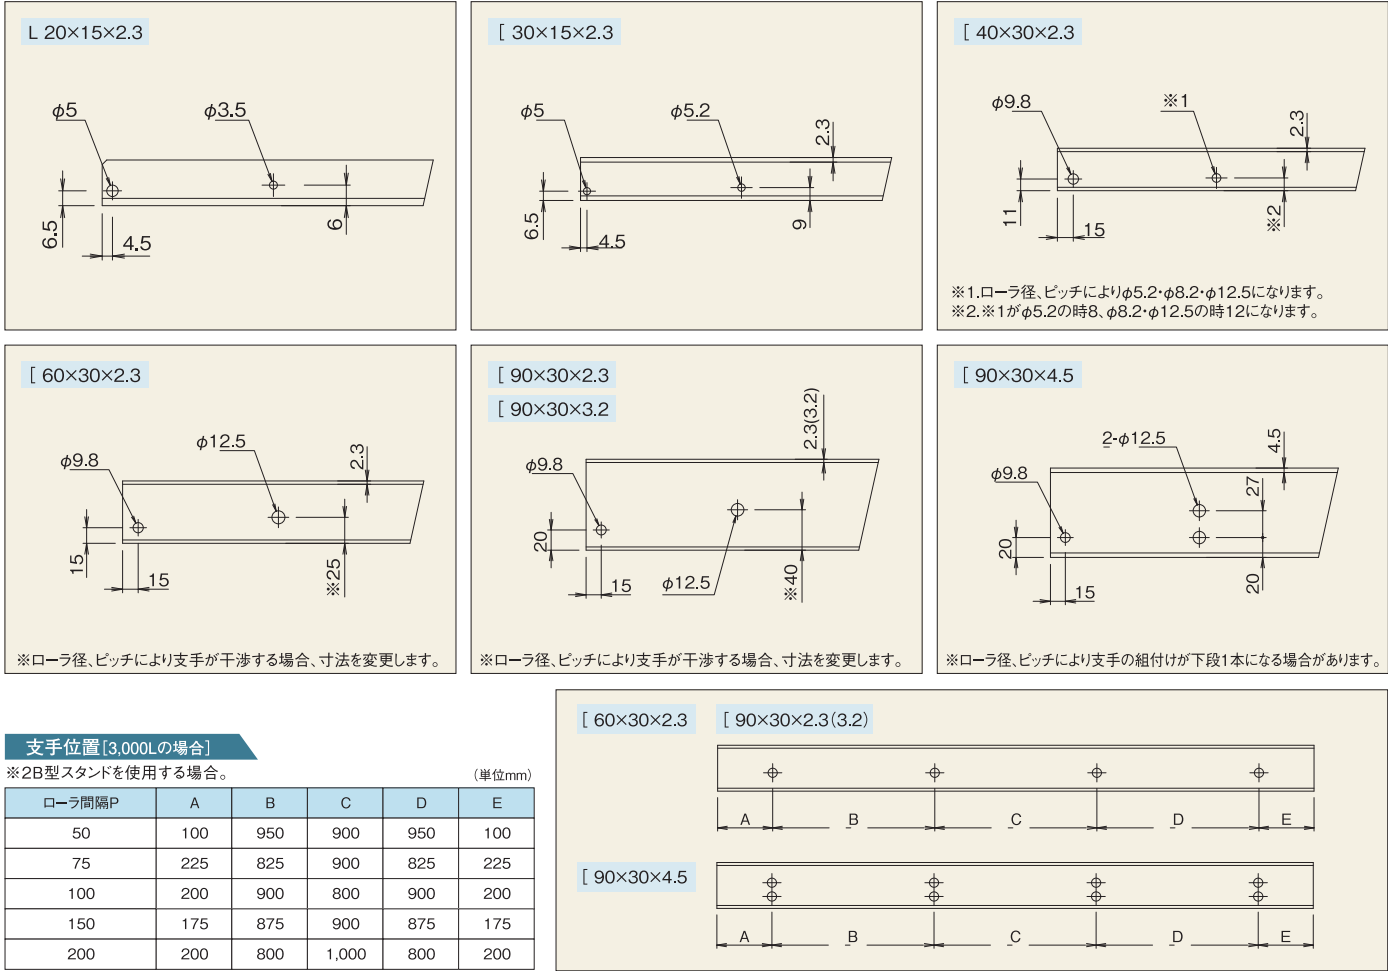 L 20×15×2.3
φ5
φ3.5
6.5
4.5
6
[ 30×15×2.3
φ5
φ5.2
2.3
6.5
4.5
9
[ 40×30×2.3
φ9.8
※1
2.3
11
15
※2
※1.ローラ径、ピッチによりφ5.2・φ8.2・φ12.5になります。
※2.※1がφ5.2の時8、φ8.2・φ12.5の時12になります。
[ 60×30×2.3
φ9.8
φ12.5
2.3
15
15
※25
※ローラ径、ピッチにより支手が干渉する場合、寸法を変更します。
[ 90×30×2.3
[ 90×30×3.2
φ9.8
2.3(3.2)
20
15
φ12.5
※40
※ローラ径、ピッチにより支手が干渉する場合、寸法を変更します。
[ 90×30×4.5
2-φ12.5
φ9.8
4.5
27
20
15
20
※ローラ径、ピッチにより支手の組付けが下段1本になる場合があります。
支手位置[3,000Lの場合]
※2B型スタンドを使用する場合。 (単位mm)
ローラ間隔P A B C D E
50 100 950 900 950 100
75 225 825 900 825 225
100 200 900 800 900 200
150 175 875 900 875 175
200 200 800 1,000 800 200
[ 60×30×2.3 [ 90×30×2.3(3.2)
A B C D E
[ 90×30×4.5
A B C D E